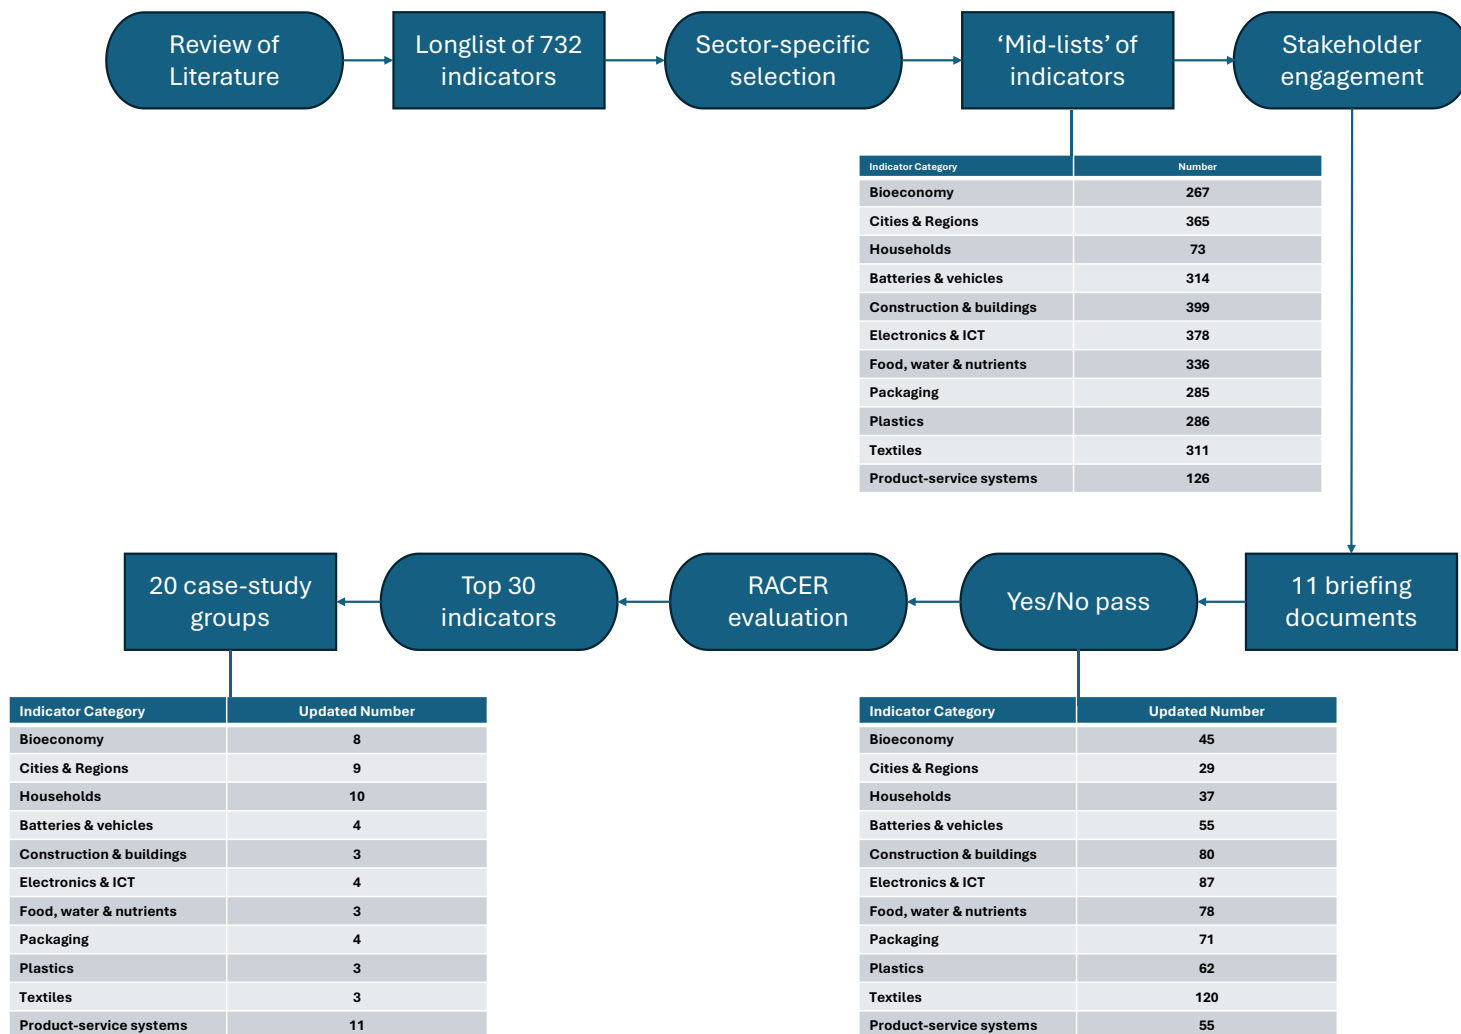 Review of
Literature
Longlist of 732
indicators
Sector-specific
selection
‘Mid-lists’ of
indicators
Stakeholder
engagement
Indicator Category Number
Bioeconomy 267
Cities & Regions 365
Households 73
Batteries & vehicles 314
Construction & buildings 399
Electronics & ICT 378
Food, water & nutrients 336
Packaging 285
Plastics 286
Textiles 311
Product-service systems 126
20 case-study
groups
Top 30
indicators
RACER
evaluation
Yes/No pass
11 briefing
documents
Indicator Category Updated Number
Bioeconomy 8
Cities & Regions 9
Households 10
Batteries & vehicles 4
Construction & buildings 3
Electronics & ICT 4
Food, water & nutrients 3
Packaging 4
Plastics 3
Textiles 3
Product-service systems 11
Indicator Category Updated Number
Bioeconomy 45
Cities & Regions 29
Households 37
Batteries & vehicles 55
Construction & buildings 80
Electronics & ICT 87
Food, water & nutrients 78
Packaging 71
Plastics 62
Textiles 120
Product-service systems 55